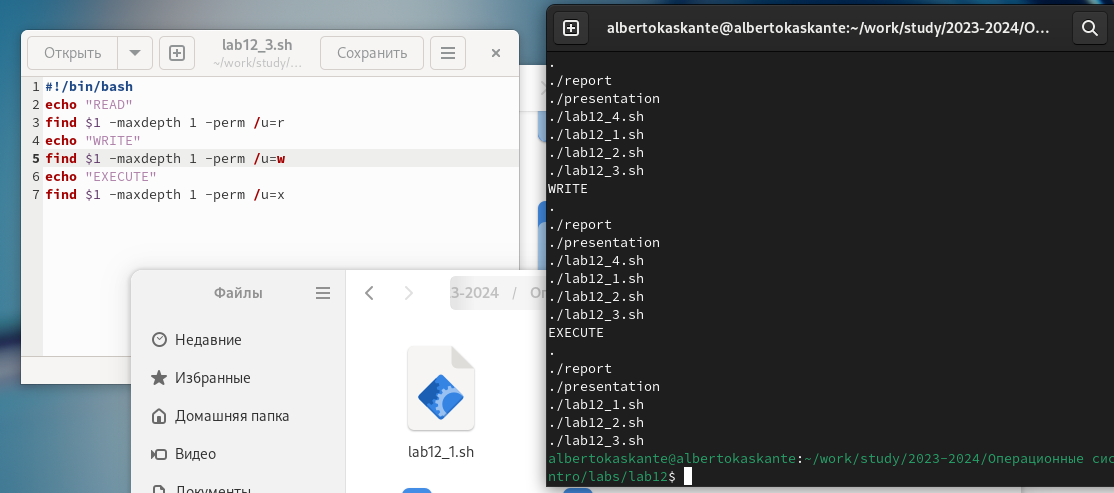 Открыть
lab12_3.sh
~/work/study/…
Сохранить
1 #!/bin/bash
2 echo "READ"
3 find $1 -maxdepth 1 -perm /u=r
4 echo "WRITE"
5 find $1 -maxdepth 1 -perm /u=w
6 echo "EXECUTE"
7 find $1 -maxdepth 1 -perm /u=x
Файлы
3-2024 /
Недавние
Избранные
Домашняя папка
Видео
Документы
lab12_1.sh
albertokaskante@albertokaskante:~/work/study/2023-2024/О…
.
./report
./presentation
./lab12_4.sh
./lab12_1.sh
./lab12_2.sh
./lab12_3.sh
WRITE
.
./report
./presentation
./lab12_4.sh
./lab12_1.sh
./lab12_2.sh
./lab12_3.sh
EXECUTE
.
./report
./presentation
./lab12_1.sh
./lab12_2.sh
./lab12_3.sh
albertokaskante@albertokaskante:~/work/study/2023-2024/Операционные сис
ntro/labs/lab12$